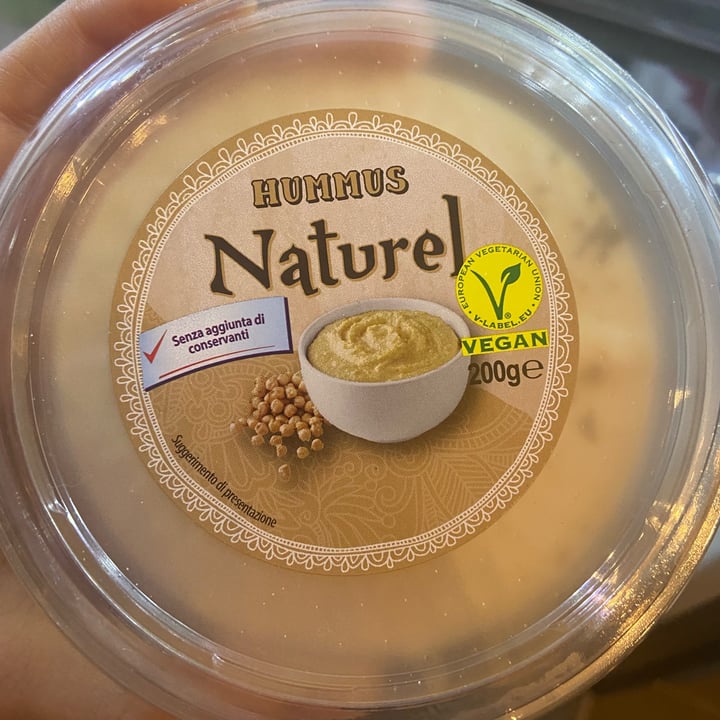 HUMMUS
Naturel
Senza aggiunta di
conservanti
EUROPEAN VEGETARIAN UNION
V-LABEL.EU
VEGAN
200g℮
Suggerimento di presentazione